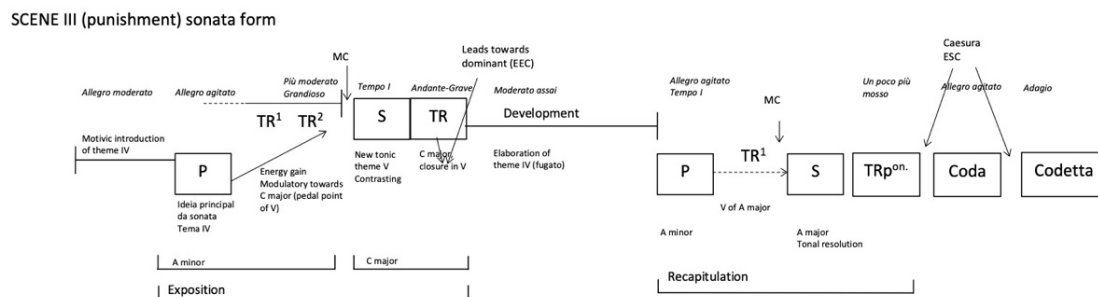 SCENE III (punishment) sonata form
Caesura
ESC
Leads towards
dominant (EEC)
MC
Allegro moderato
Allegro agitato
Più moderato
Grandioso
Tempo I
Andante-Grave
Moderato assai
Allegro agitato
Tempo I
MC
Un poco più
mosso
Allegro agitato
Adagio
TR¹
TR²
S
TR
Development
Motivic introduction
of theme IV
P
Ideia principal
da sonata
Tema IV
Energy gain
Modulatory towards
C major (pedal point
of V)
New tonic
theme V
Contrasting
C major
closure in V
Elaboration
of theme IV (fugato)
P
TR¹
S
TRpᵒⁿ·
Coda
Codetta
V of A major
A minor
A major
Tonal resolution
A minor
C major
Exposition
Recapitulation